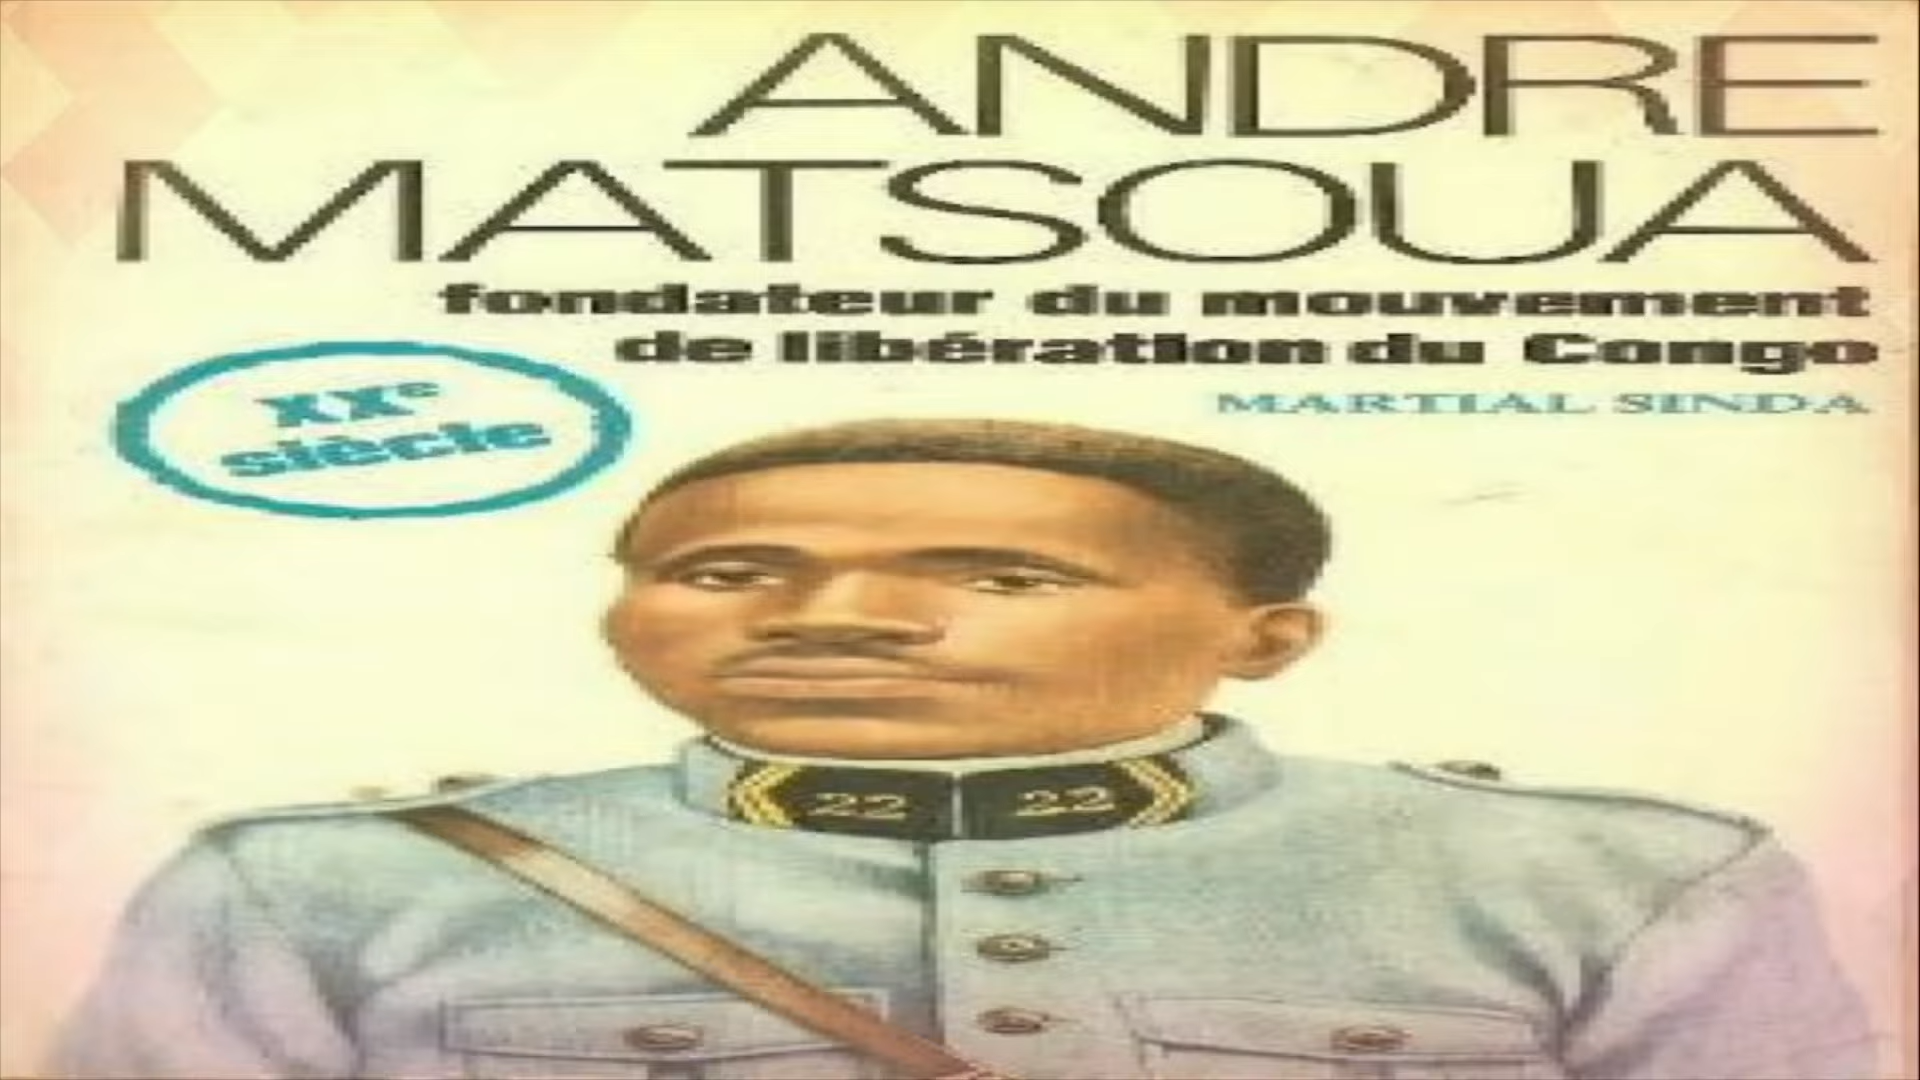 ANDRE
MATSOUA
fondateur du mouvement
de libération du Congo
MARTIAL SINDA
XXe
siècle
22 22